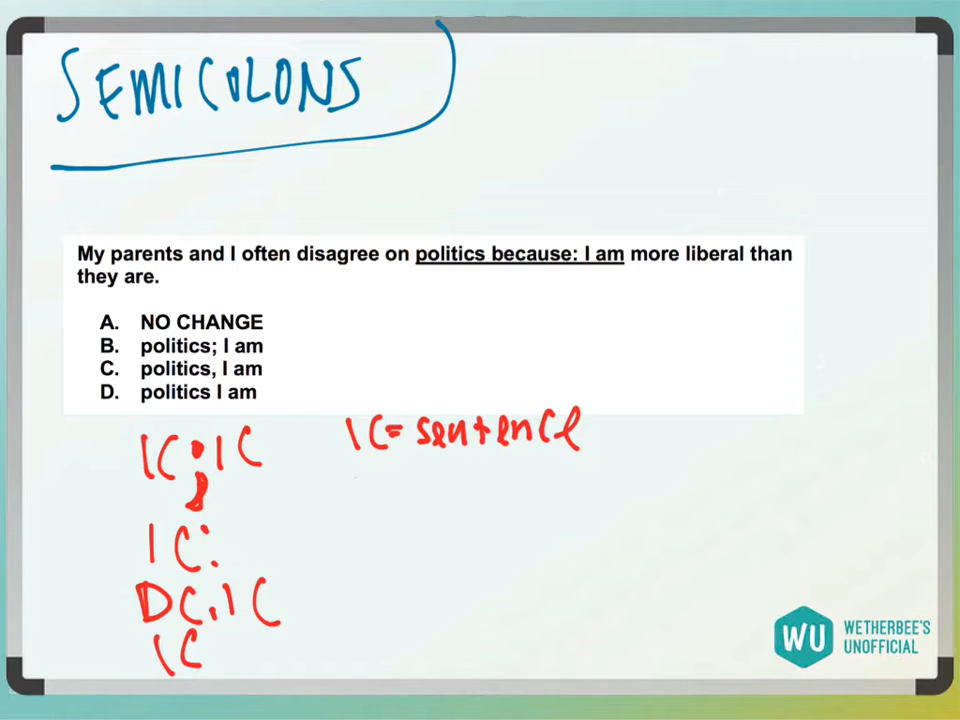 SEMICOLONS
My parents and I often disagree on politics because: I am more liberal than
they are.
A. NO CHANGE
B. politics; I am
C. politics, I am
D. politics I am
IC ; IC
IC = sentence
IC:
DC, IC
IC
WU
WETHERBEE'S
UNOFFICIAL